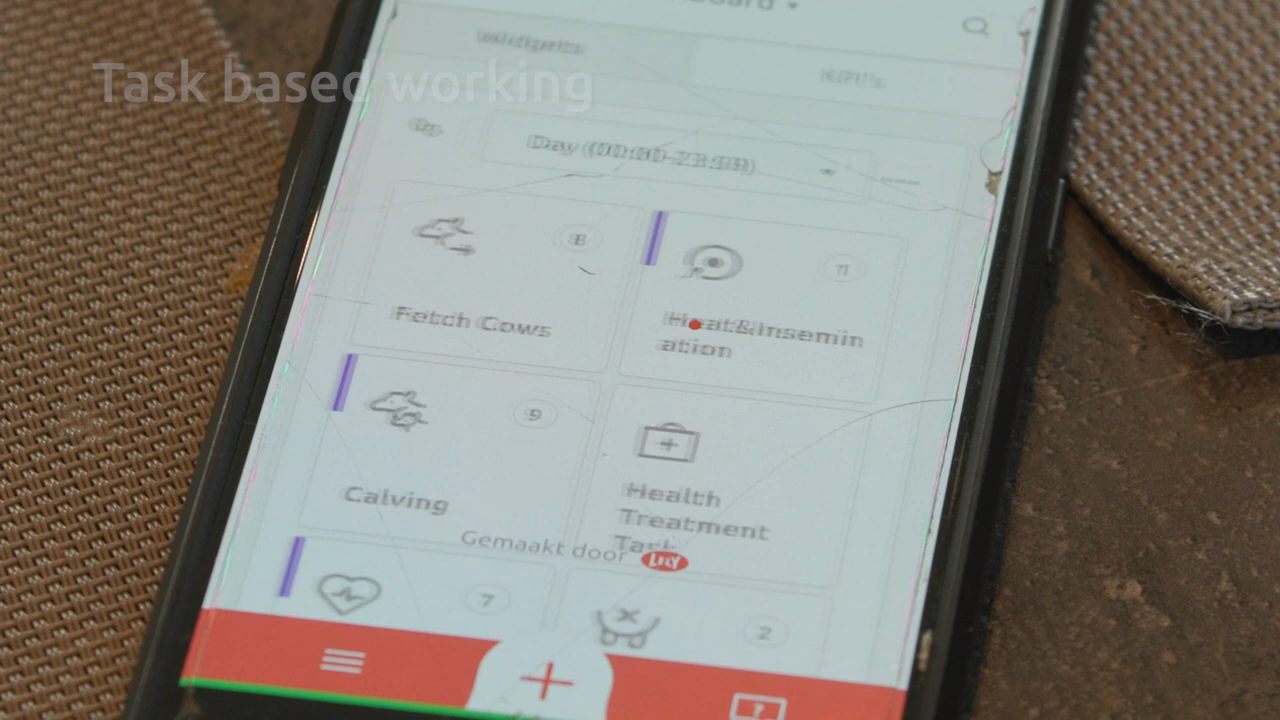 Task based working
Widgets
KPI's
Day (00:00-23:59)
8
Fetch Cows
11
Heat&Insemin
ation
9
Calving
Health
Treatment
Task
Gemaakt door LELY
7
2
?